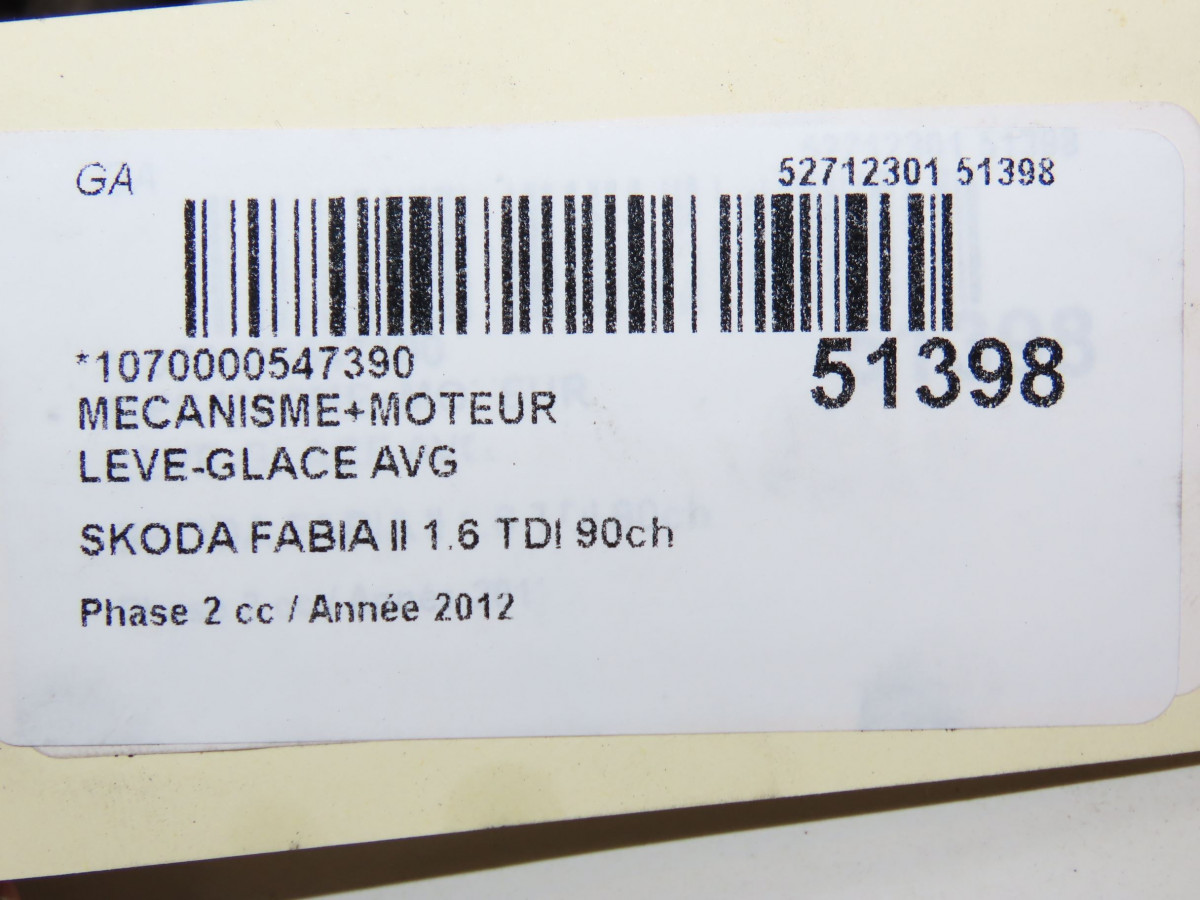 GA
52712301 51398
*1070000547390
51398
MECANISME+MOTEUR
LEVE-GLACE AVG
SKODA FABIA II 1.6 TDI 90ch
Phase 2 cc / Année 2012